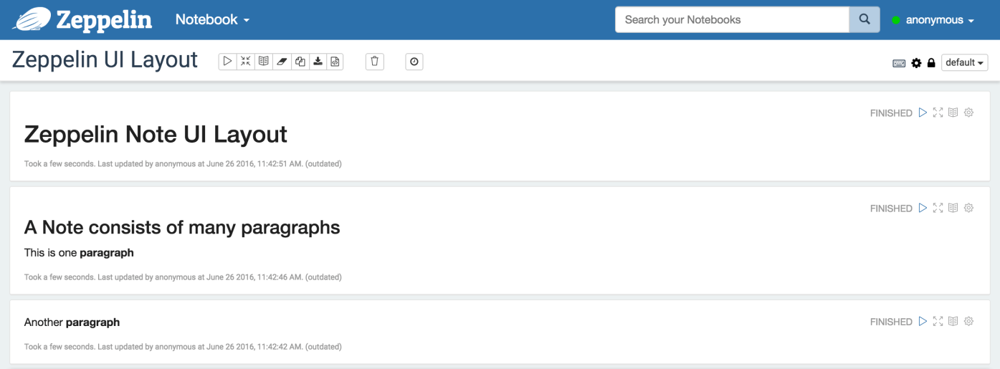 Zeppelin Notebook Search your Notebooks anonymous
Zeppelin UI Layout default
FINISHED
Zeppelin Note UI Layout
Took a few seconds. Last updated by anonymous at June 26 2016, 11:42:51 AM. (outdated)
FINISHED
A Note consists of many paragraphs
This is one paragraph
Took a few seconds. Last updated by anonymous at June 26 2016, 11:42:46 AM. (outdated)
Another paragraph FINISHED
Took a few seconds. Last updated by anonymous at June 26 2016, 11:42:42 AM. (outdated)